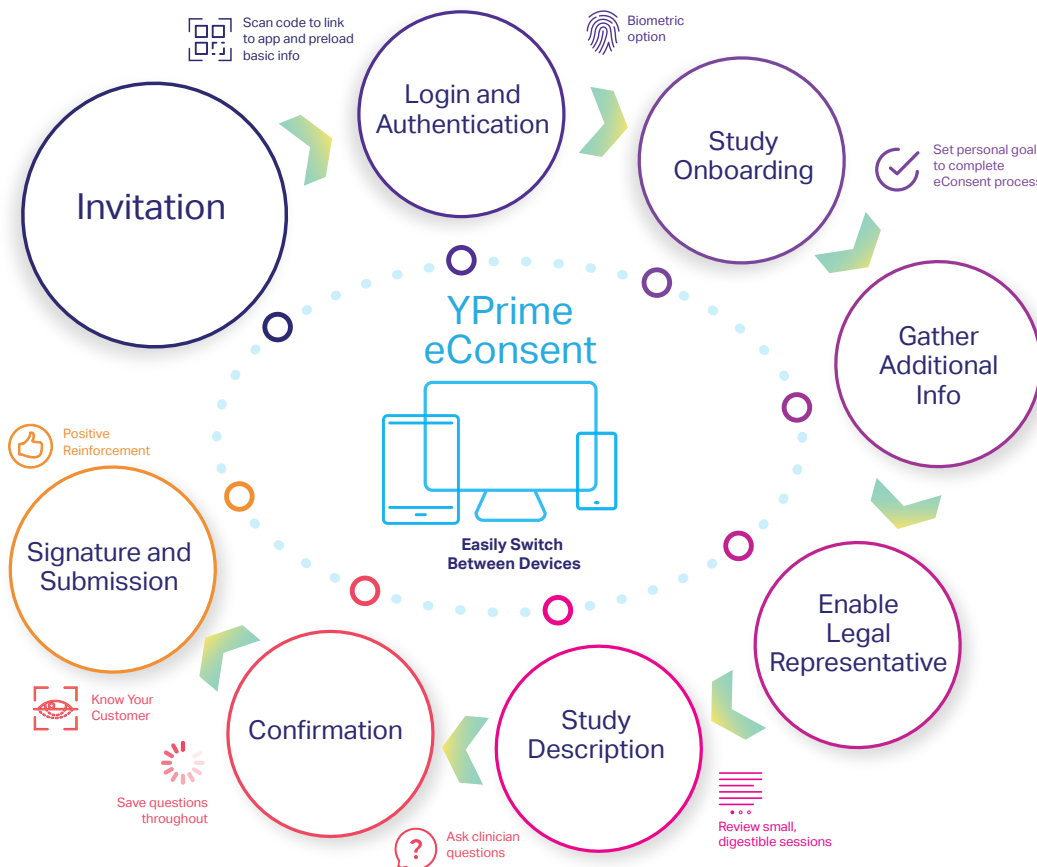 Scan code to link
to app and preload
basic info
Biometric
option
Login and
Authentication
Study
Onboarding
Set personal goal
to complete
eConsent process
Invitation
YPrime
eConsent
Gather
Additional
Info
Positive
Reinforcement
Easily Switch
Between Devices
Signature and
Submission
Enable
Legal
Representative
Know Your
Customer
Confirmation
Study
Description
Save questions
throughout
Ask clinician
questions
?
Review small,
digestible sessions